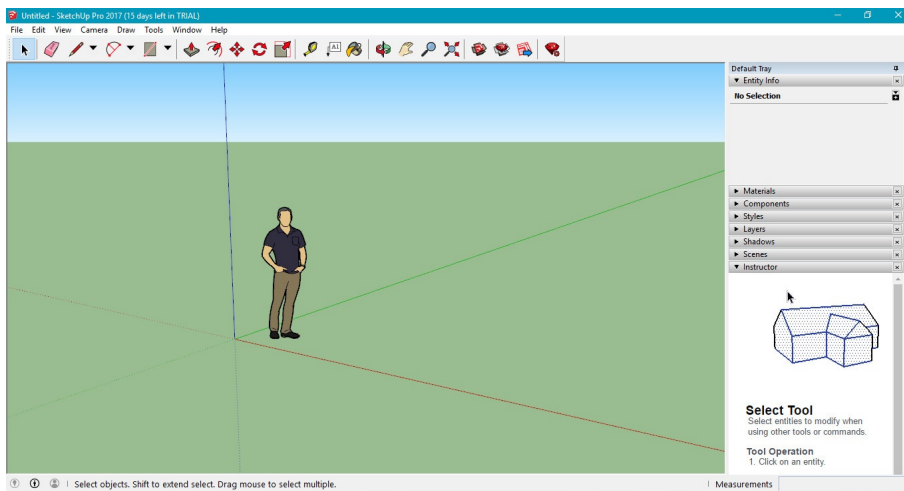 Untitled - SketchUp Pro 2017 (15 days left in TRIAL)
File Edit View Camera Draw Tools Window Help
A1
Default Tray
Entity Info
No Selection
Materials
Components
Styles
Layers
Shadows
Scenes
Instructor
Select Tool
Select entities to modify when
using other tools or commands.
Tool Operation
1. Click on an entity.
Select objects. Shift to extend select. Drag mouse to select multiple.
Measurements